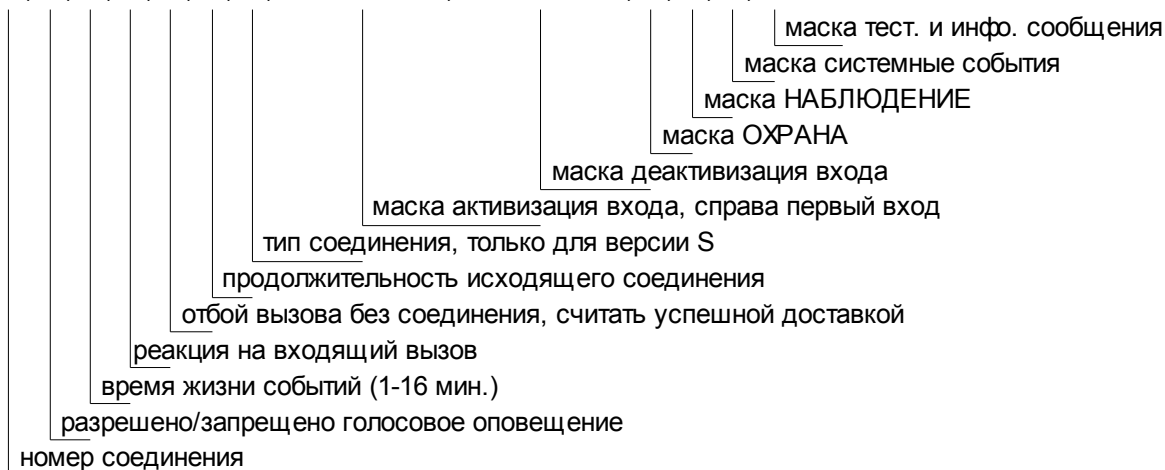 маска тест. и инфо. сообщения
маска системные события
маска НАБЛЮДЕНИЕ
маска ОХРАНА
маска деактивизация входа
маска активизация входа, справа первый вход
тип соединения, только для версии S
продолжительность исходящего соединения
отбой вызова без соединения, считать успешной доставкой
реакция на входящий вызов
время жизни событий (1-16 мин.)
разрешено/запрещено голосовое оповещение
номер соединения